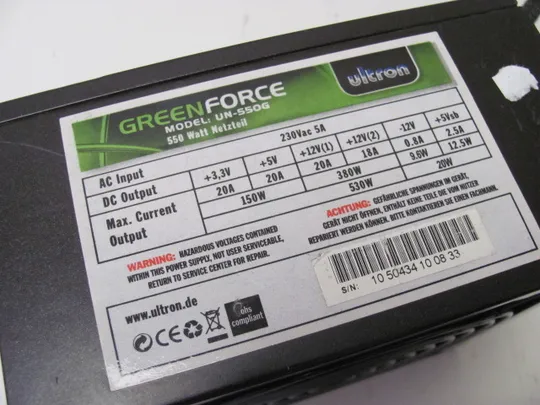 GREENFORCE
MODEL: UN-550G
550 Watt Netzteil
ultron
AC Input 230Vac 5A
DC Output +3,3V +5V +12V(1) +12V(2) -12V +5Vsb
Max. Current 20A 20A 20A 18A 0.8A 2.5A
Output 150W 380W 9.6W 12.5W
530W 20W
WARNING: HAZARDOUS VOLTAGES CONTAINED
WITHIN THIS POWER SUPPLY, NOT USER SERVICEABLE,
RETURN TO SERVICE CENTER FOR REPAIR.
ACHTUNG: GEFÄHRLICHE SPANNUNGEN IM GERÄT,
GERÄT NICHT ÖFFNEN, ENTHÄLT KEINE TEILE DIE VOM NUTZER
REPARIERT WERDEN KÖNNEN. BITTE KONTAKTIEREN SIE EINEN FACHMANN.
www.ultron.de
CE
rohs
compliant
S/N: 10 50434 10 08 33